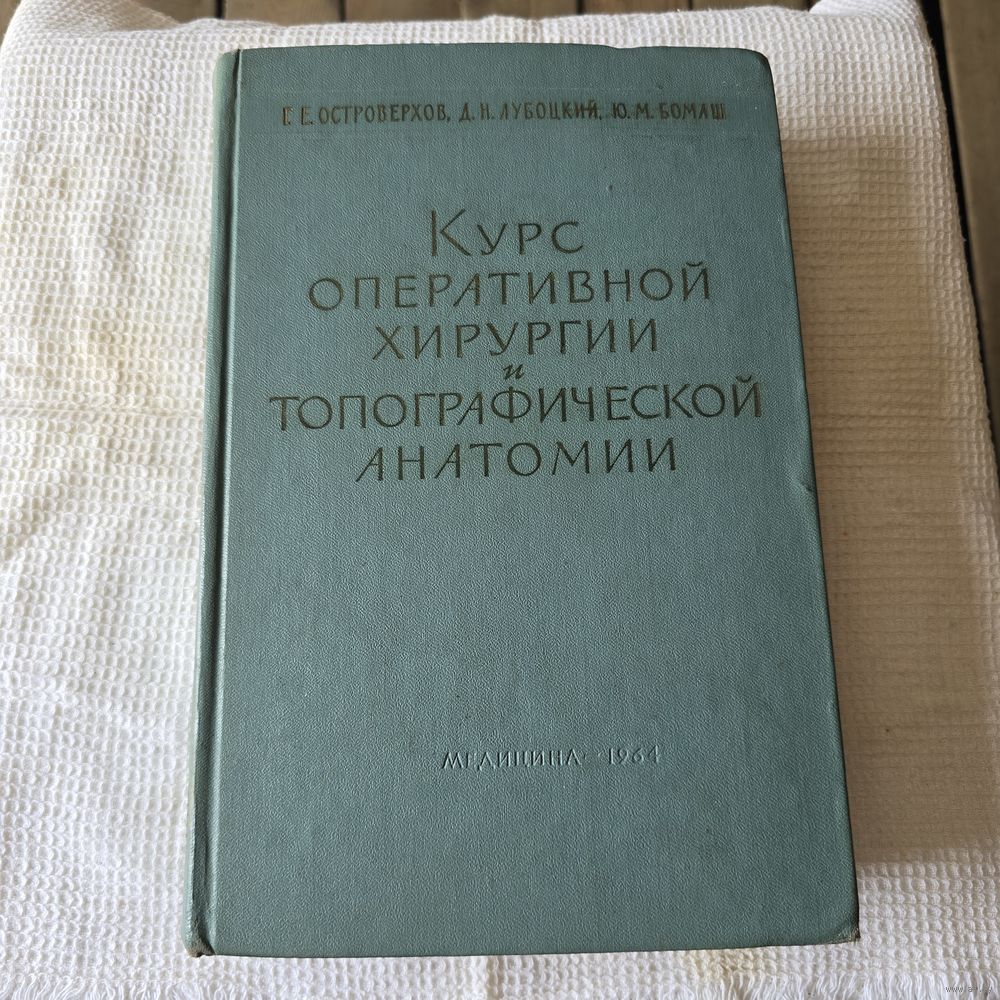 Г. Е. ОСТРОВЕРХОВ, Д. Н. ЛУБОЦКИЙ, Ю. М. БОМАШ
КУРС
ОПЕРАТИВНОЙ
ХИРУРГИИ
и
ТОПОГРАФИЧЕСКОЙ
АНАТОМИИ
МЕДИЦИНА · 1964